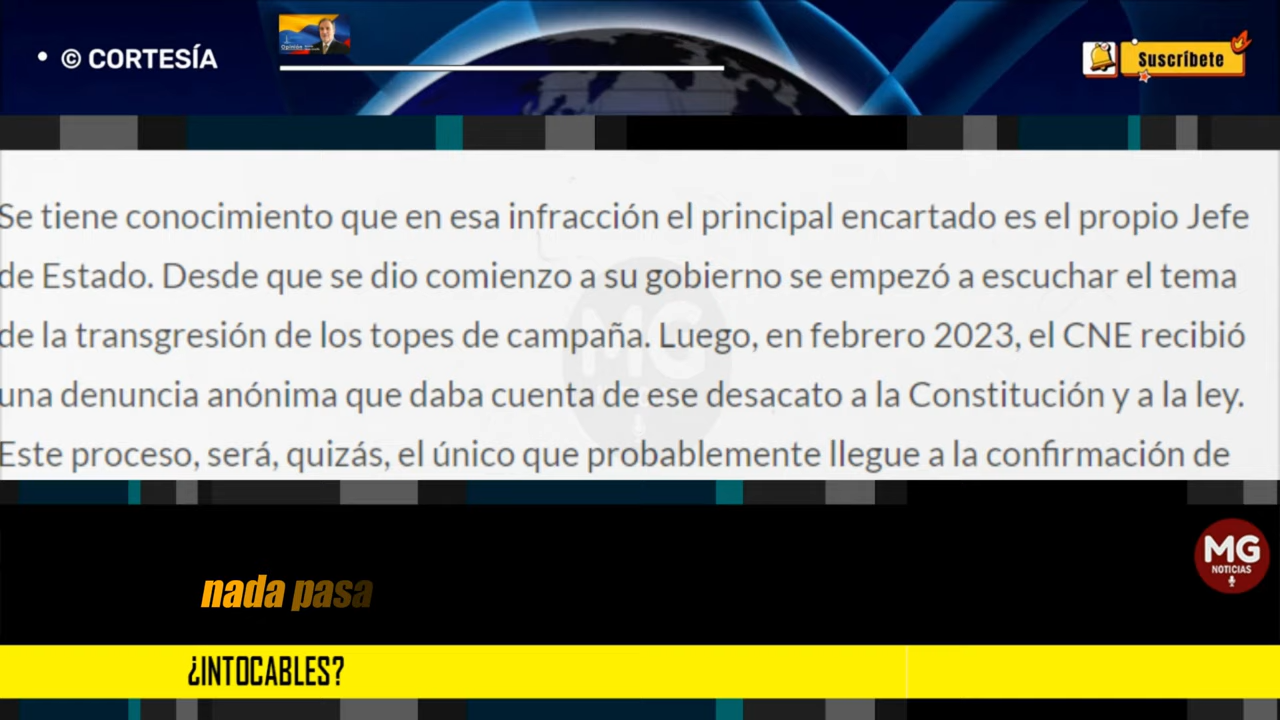 © CORTESÍA
Opinión
Suscríbete
Se tiene conocimiento que en esa infracción el principal encartado es el propio Jefe
de Estado. Desde que se dio comienzo a su gobierno se empezó a escuchar el tema
de la transgresión de los topes de campaña. Luego, en febrero 2023, el CNE recibió
una denuncia anónima que daba cuenta de ese desacato a la Constitución y a la ley.
Este proceso, será, quizás, el único que probablemente llegue a la confirmación de
MG
MG
NOTICIAS
nada pasa
¿INTOCABLES?